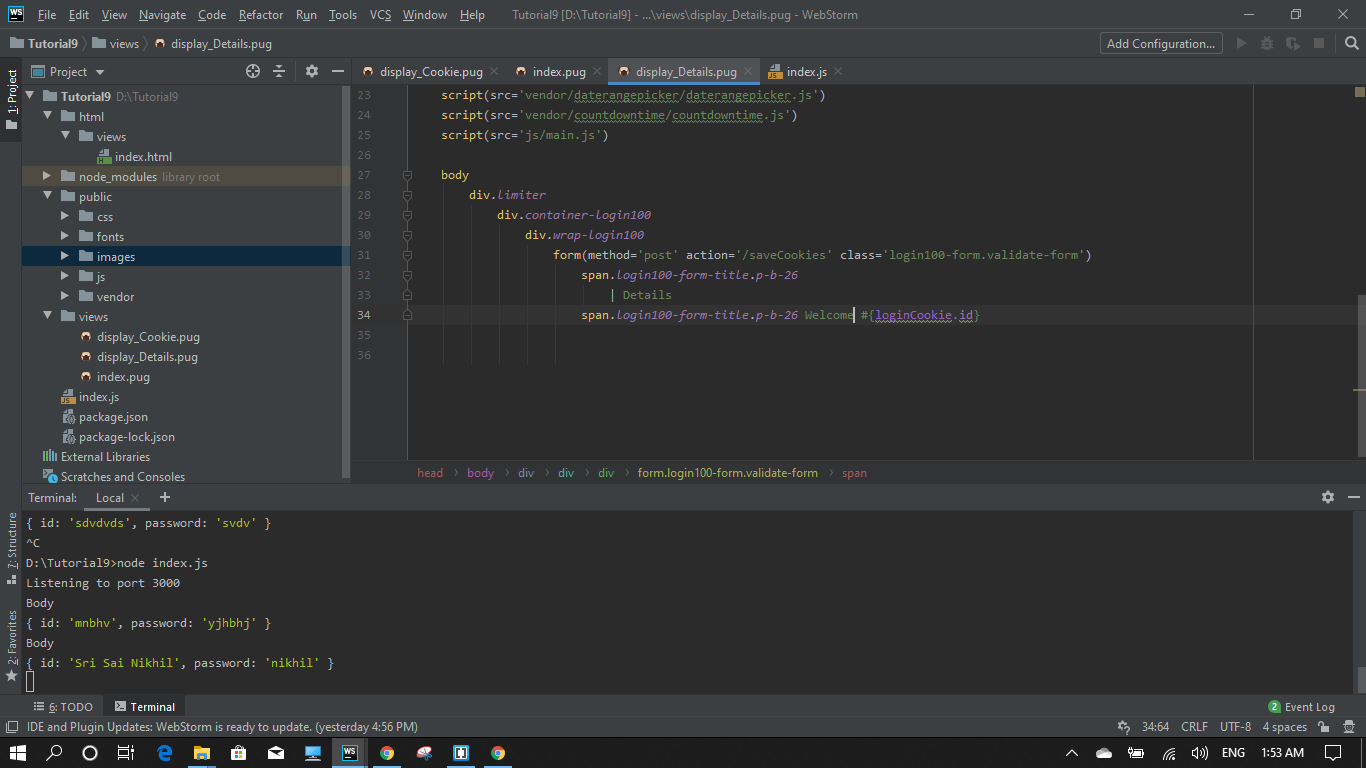 WS File Edit View Navigate Code Refactor Run Tools VCS Window Help Tutorial9 [D:\Tutorial9] - ...\views\display_Details.pug - WebStorm
Tutorial9 views display_Details.pug Add Configuration...
1: Project
Project
display_Cookie.pug index.pug display_Details.pug index.js
Tutorial9 D:\Tutorial9
html
views
index.html
node_modules library root
public
css
fonts
images
js
vendor
views
display_Cookie.pug
display_Details.pug
index.pug
index.js
package.json
package-lock.json
External Libraries
Scratches and Consoles
23 script(src='vendor/daterangepicker/daterangepicker.js')
24 script(src='vendor/countdowntime/countdowntime.js')
25 script(src='js/main.js')
26
27 body
28 div.limiter
29 div.container-login100
30 div.wrap-login100
31 form(method='post' action='/saveCookies' class='login100-form.validate-form')
32 span.login100-form-title.p-b-26
33 | Details
34 span.login100-form-title.p-b-26 Welcome #{loginCookie.id}
35
36
head body div div div form.login100-form.validate-form span
Terminal: Local
{ id: 'sdvdvds', password: 'svdv' }
^C
D:\Tutorial9>node index.js
Listening to port 3000
Body
{ id: 'mnbhv', password: 'yjhbhj' }
Body
{ id: 'Sri Sai Nikhil', password: 'nikhil' }
7: Structure
2: Favorites
6: TODO Terminal 2 Event Log
IDE and Plugin Updates: WebStorm is ready to update. (yesterday 4:56 PM) 34:64 CRLF UTF-8 4 spaces
WS ENG 1:53 AM